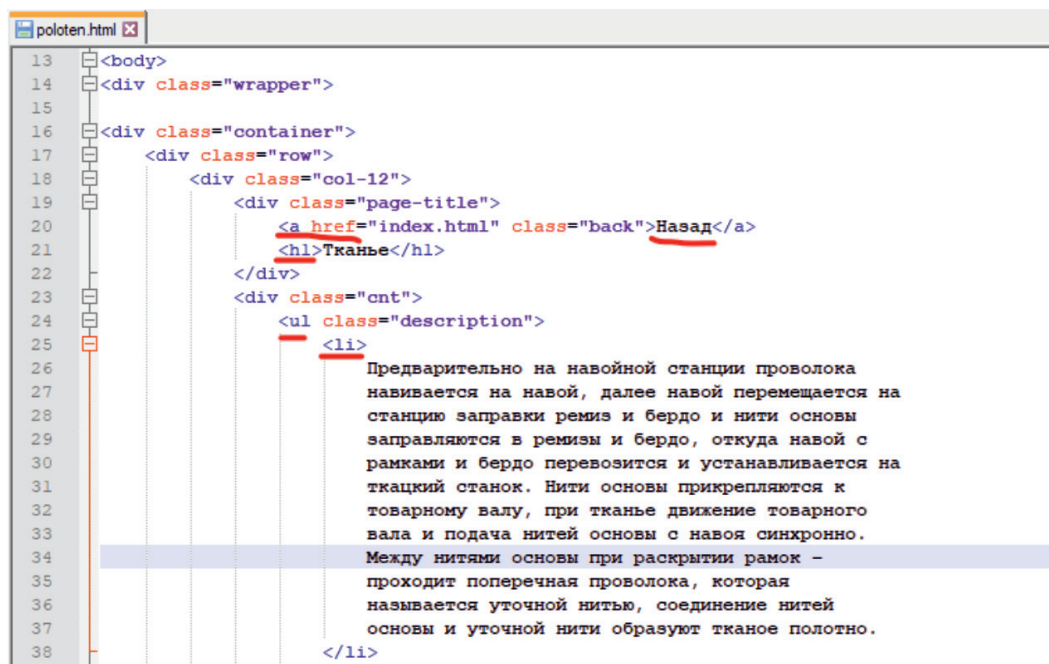 poloten.html
13 <body>
14 <div class="wrapper">
15
16 <div class="container">
17 <div class="row">
18 <div class="col-12">
19 <div class="page-title">
20 <a href="index.html" class="back">Назад</a>
21 <h1>Тканье</h1>
22 </div>
23 <div class="cnt">
24 <ul class="description">
25 <li>
26 Предварительно на навойной станции проволока
27 навивается на навой, далее навой перемещается на
28 станцию заправки ремиз и бердо и нити основы
29 заправляются в ремизы и бердо, откуда навой с
30 рамками и бердо перевозится и устанавливается на
31 ткацкий станок. Нити основы прикрепляются к
32 товарному валу, при тканье движение товарного
33 вала и подача нитей основы с навоя синхронно.
34 Между нитями основы при раскрытии рамок –
35 проходит поперечная проволока, которая
36 называется уточной нитью, соединение нитей
37 основы и уточной нити образуют тканое полотно.
38 </li>